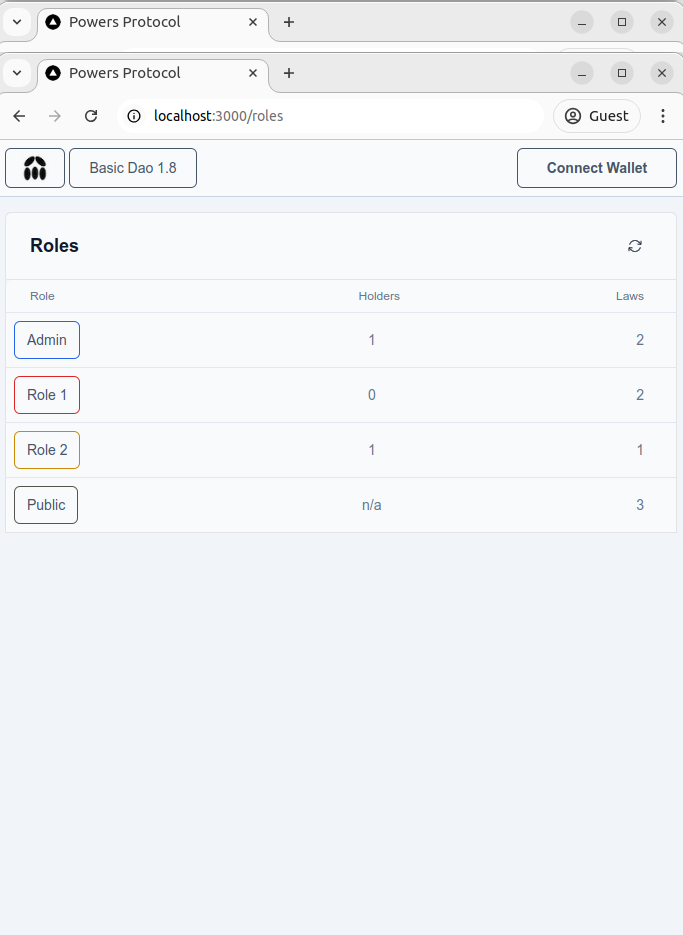 Powers Protocol
Powers Protocol
localhost:3000/roles
Guest
Basic Dao 1.8
Connect Wallet
Roles
Role Holders Laws
Admin 1 2
Role 1 0 2
Role 2 1 1
Public n/a 3